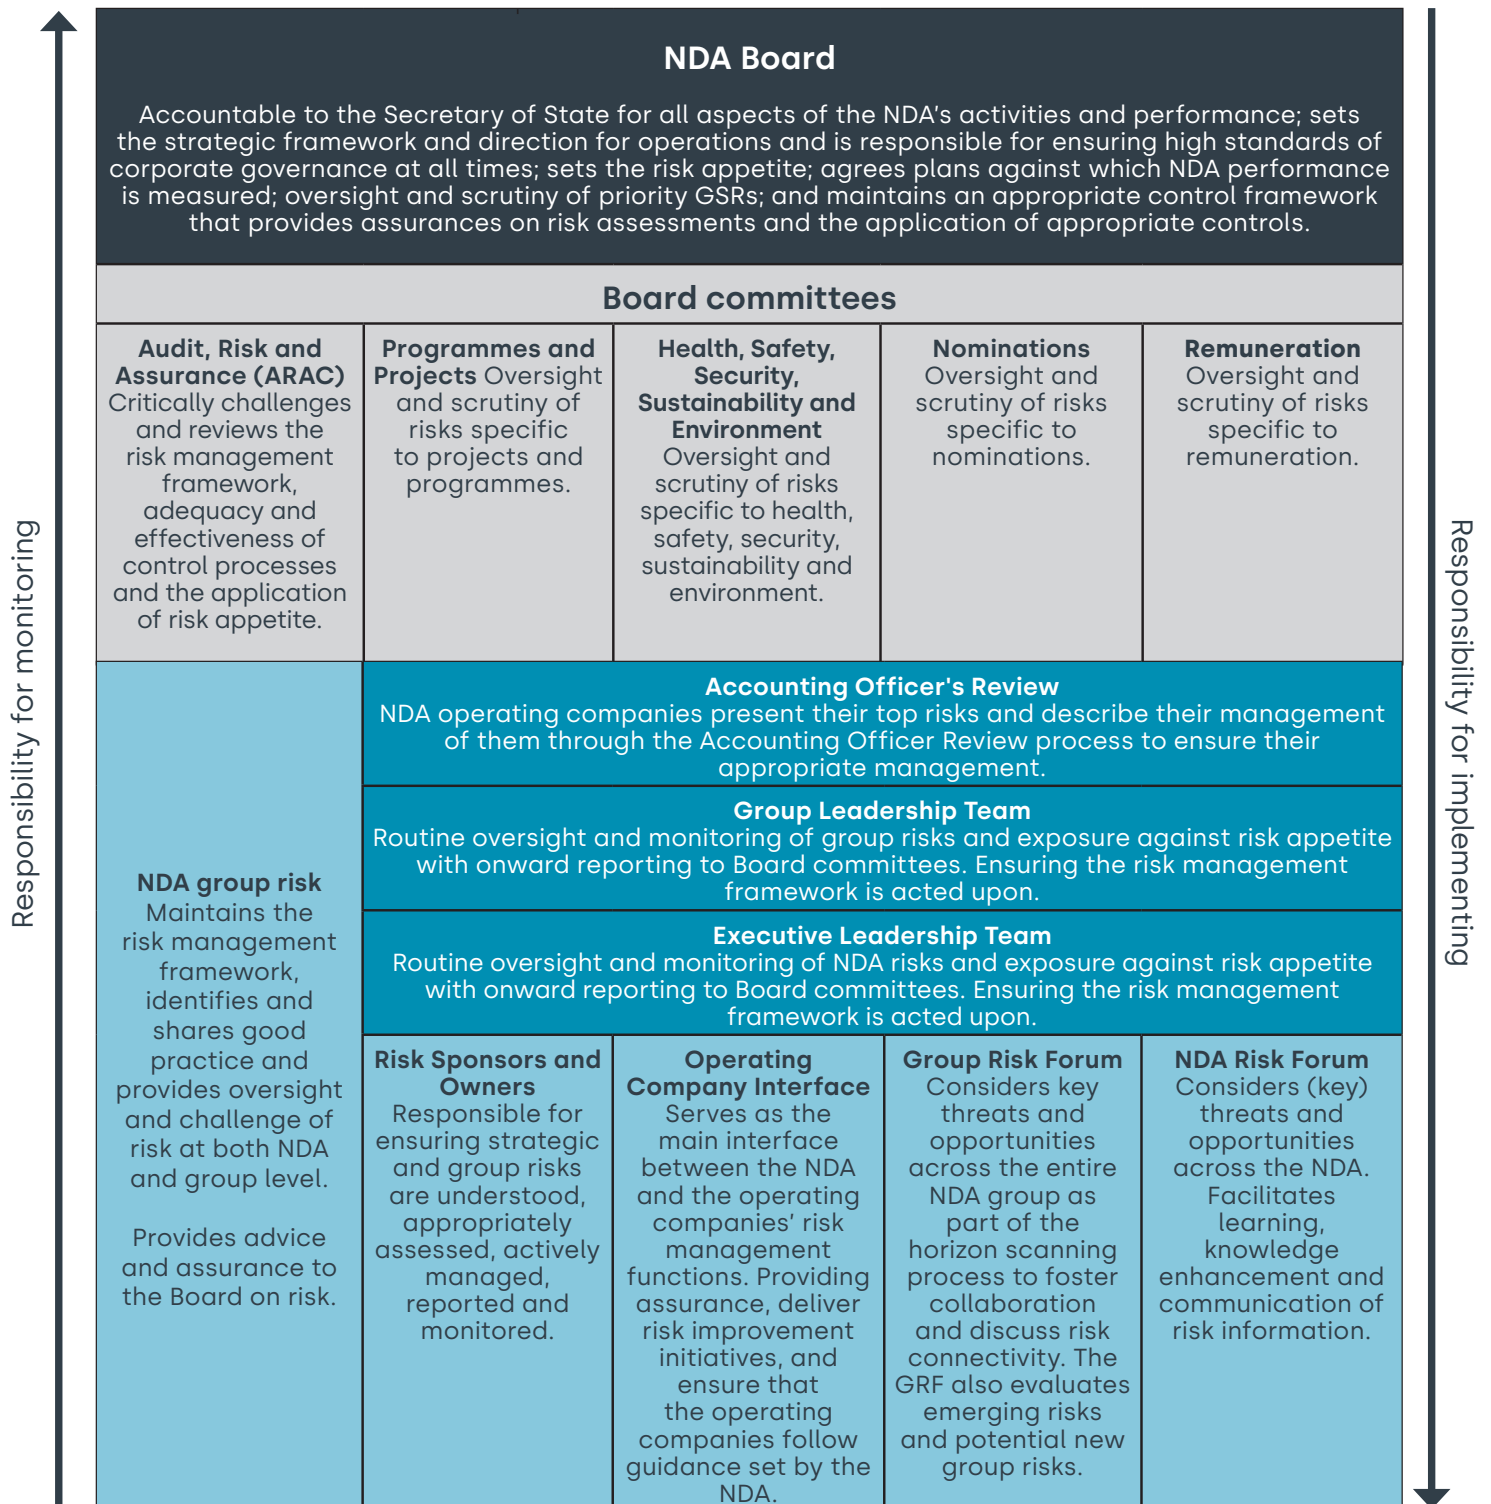 NDA Board
Accountable to the Secretary of State for all aspects of the NDA's activities and performance; sets
the strategic framework and direction for operations and is responsible for ensuring high standards of
corporate governance at all times; sets the risk appetite; agrees plans against which NDA performance
is measured; oversight and scrutiny of priority GSRs; and maintains an appropriate control framework
that provides assurances on risk assessments and the application of appropriate controls.
Board committees
Audit, Risk and
Assurance (ARAC)
Critically challenges
and reviews the
risk management
framework,
adequacy and
effectiveness of
control processes
and the application
of risk appetite.
Programmes and
Projects Oversight
and scrutiny of
risks specific
to projects and
programmes.
Health, Safety,
Security,
Sustainability and
Environment
Oversight and
scrutiny of risks
specific to health,
safety, security,
sustainability and
environment.
Nominations
Oversight and
scrutiny of risks
specific to
nominations.
Remuneration
Oversight and
scrutiny of risks
specific to
remuneration.
Responsibility for monitoring
NDA group risk
Maintains the
risk management
framework,
identifies and
shares good
practice and
provides oversight
and challenge of
risk at both NDA
and group level.
Provides advice
and assurance to
the Board on risk.
Accounting Officer's Review
NDA operating companies present their top risks and describe their management
of them through the Accounting Officer Review process to ensure their
appropriate management.
Group Leadership Team
Routine oversight and monitoring of group risks and exposure against risk appetite
with onward reporting to Board committees. Ensuring the risk management
framework is acted upon.
Executive Leadership Team
Routine oversight and monitoring of NDA risks and exposure against risk appetite
with onward reporting to Board committees. Ensuring the risk management
framework is acted upon.
Risk Sponsors and
Owners
Responsible for
ensuring strategic
and group risks
are understood,
appropriately
assessed, actively
managed,
reported and
monitored.
Operating
Company Interface
Serves as the
main interface
between the NDA
and the operating
companies' risk
management
functions. Providing
assurance, deliver
risk improvement
initiatives, and
ensure that
the operating
companies follow
guidance set by the
NDA.
Group Risk Forum
Considers key
threats and
opportunities
across the entire
NDA group as
part of the
horizon scanning
process to foster
collaboration
and discuss risk
connectivity. The
GRF also evaluates
emerging risks
and potential new
group risks.
NDA Risk Forum
Considers (key)
threats and
opportunities
across the NDA.
Facilitates
learning,
knowledge
enhancement and
communication of
risk information.
Responsibility for implementing